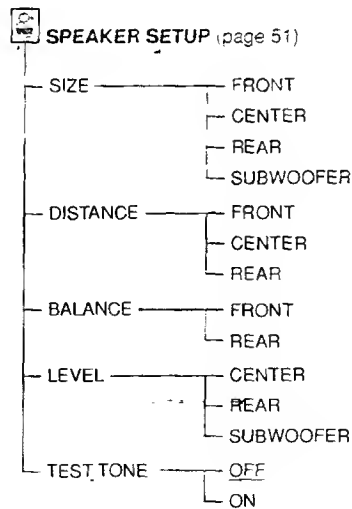 SPEAKER SETUP (page 51)
SIZE FRONT
CENTER
REAR
SUBWOOFER
DISTANCE FRONT
CENTER
REAR
BALANCE FRONT
REAR
LEVEL CENTER
REAR
SUBWOOFER
TEST TONE OFF
ON